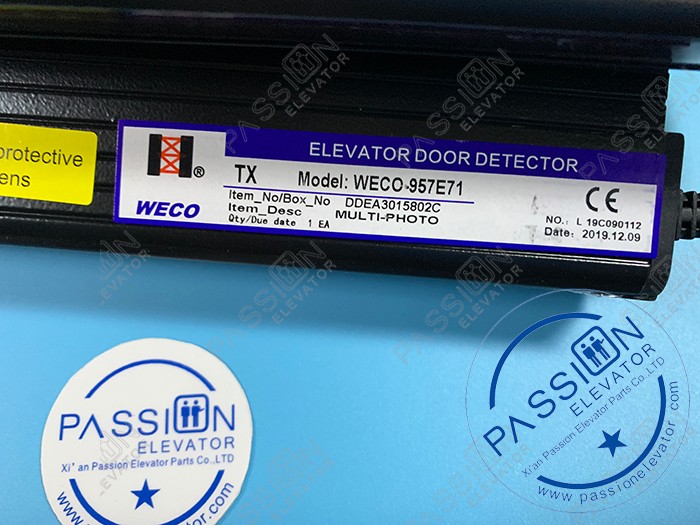 protective
ens
ELEVATOR DOOR DETECTOR
®
WECO
TX Model: WECO-957E71
Item_No/Box_No DDEA3015802C
Item_Desc MULTI-PHOTO
Qty/Due date 1 EA
CE
NO.: L 19C090112
Date: 2019.12.09
PASSION
ELEVATOR
Xi'an Passion Elevator Parts Co.,LTD
PASSION
ELEVATOR
Xi'an Passion Elevator Parts Co.,LTD
www.passionelevator.com